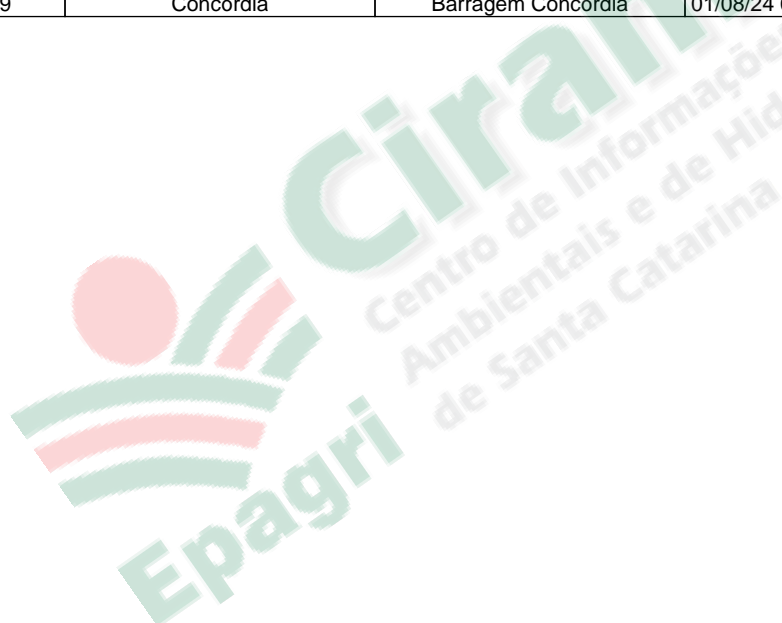 9 Concórdia Barragem Concórdia 01/08/24
Ciram
Centro de Informações
Ambientais e de Hid
de Santa Catarina
Epagri